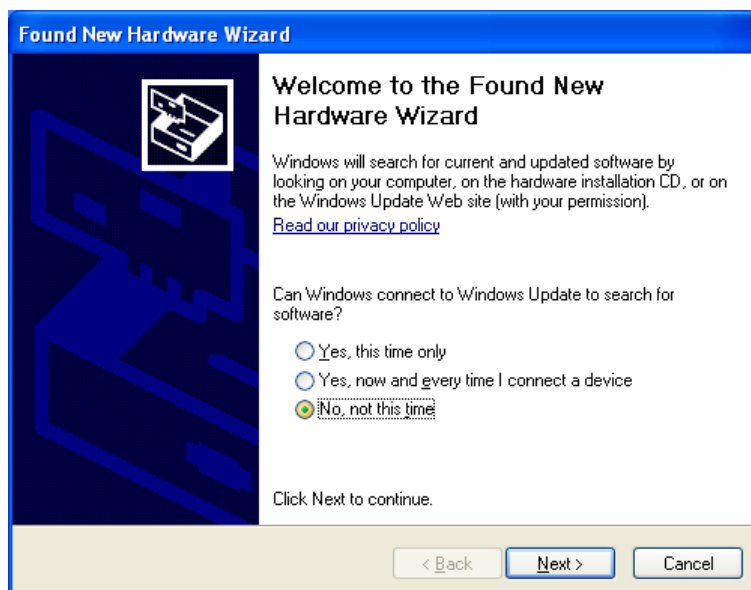 Found New Hardware Wizard
Welcome to the Found New
Hardware Wizard
Windows will search for current and updated software by
looking on your computer, on the hardware installation CD, or on
the Windows Update Web site (with your permission).
Read our privacy policy
Can Windows connect to Windows Update to search for
software?
Yes, this time only
Yes, now and every time I connect a device
No, not this time
Click Next to continue.
< Back
Next >
Cancel